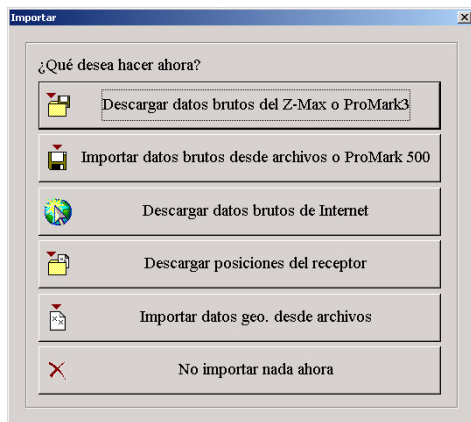 Importar
¿Qué desea hacer ahora?
Descargar datos brutos del Z-Max o ProMark3
Importar datos brutos desde archivos o ProMark 500
Descargar datos brutos de Internet
Descargar posiciones del receptor
Importar datos geo. desde archivos
No importar nada ahora